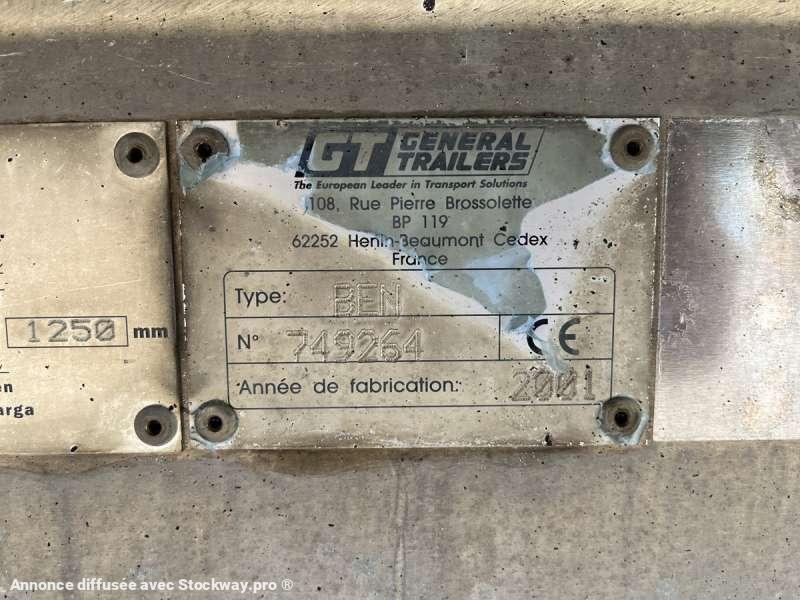 GT GENERAL TRAILERS
The European Leader in Transport Solutions
108, Rue Pierre Brossolette
BP 119
62252 Henin-Beaumont Cedex
France
Type: BEN
N° 749264 CE
Année de fabrication: 2001
1250 mm
en
arga
Annonce diffusée avec Stockway.pro ®